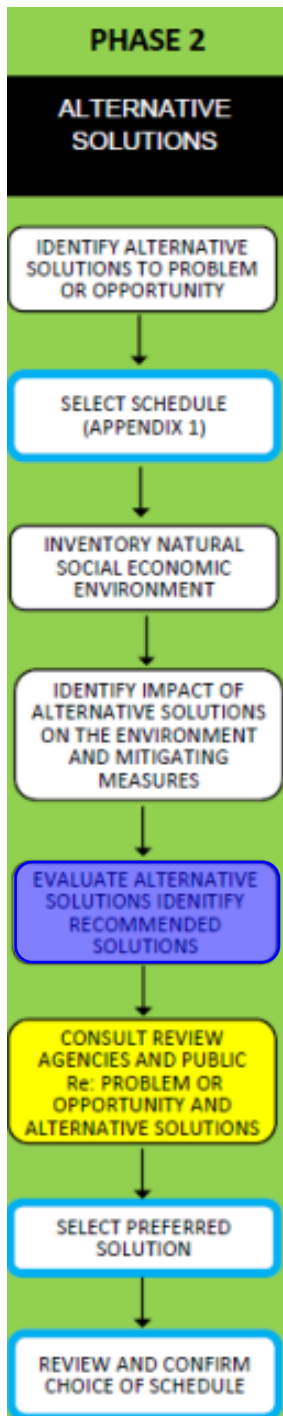 PHASE 2
ALTERNATIVE
SOLUTIONS
IDENTIFY ALTERNATIVE
SOLUTIONS TO PROBLEM
OR OPPORTUNITY
SELECT SCHEDULE
(APPENDIX 1)
INVENTORY NATURAL
SOCIAL ECONOMIC
ENVIRONMENT
IDENTIFY IMPACT OF
ALTERNATIVE SOLUTIONS
ON THE ENVIRONMENT
AND MITIGATING
MEASURES
EVALUATE ALTERNATIVE
SOLUTIONS IDENITIFY
RECOMMENDED
SOLUTIONS
CONSULT REVIEW
AGENCIES AND PUBLIC
Re: PROBLEM OR
OPPORTUNITY AND
ALTERNATIVE SOLUTIONS
SELECT PREFERRED
SOLUTION
REVIEW AND CONFIRM
CHOICE OF SCHEDULE